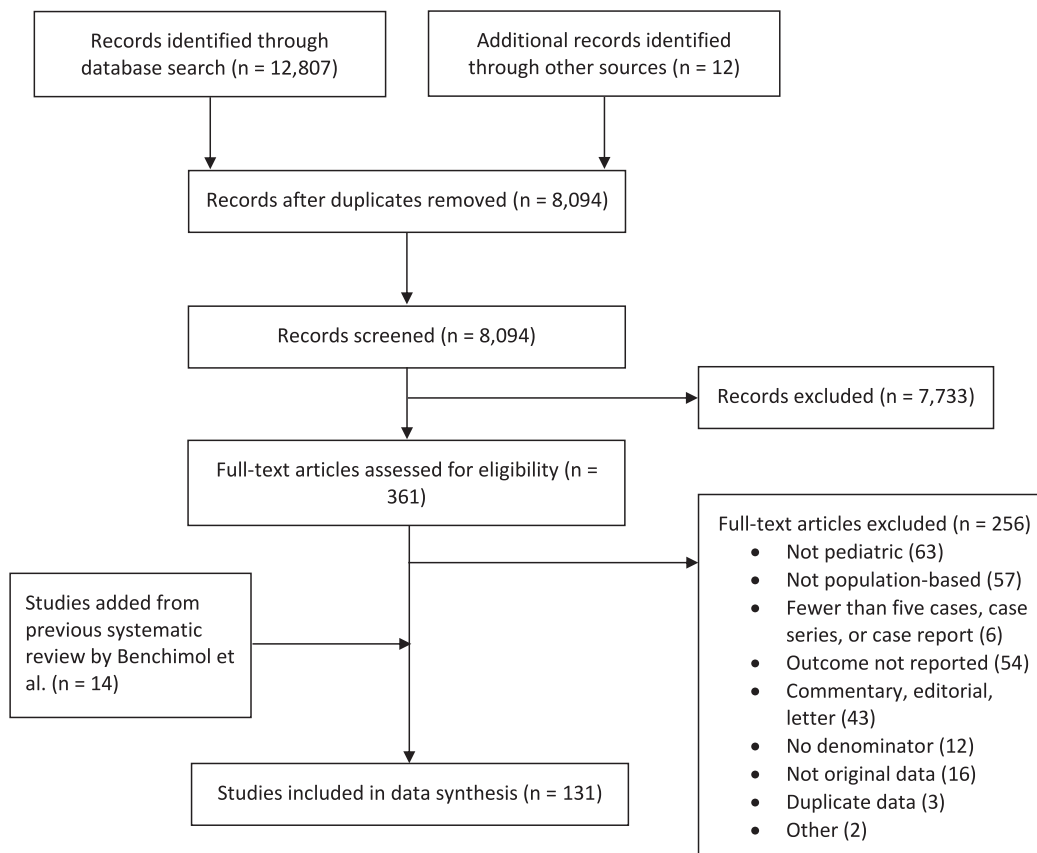 Records identified through
database search (n = 12,807)
Additional records identified
through other sources (n = 12)
Records after duplicates removed (n = 8,094)
Records screened (n = 8,094)
Records excluded (n = 7,733)
Full-text articles assessed for eligibility (n =
361)
Full-text articles excluded (n = 256)
• Not pediatric (63)
• Not population-based (57)
• Fewer than five cases, case
series, or case report (6)
• Outcome not reported (54)
• Commentary, editorial,
letter (43)
• No denominator (12)
• Not original data (16)
• Duplicate data (3)
• Other (2)
Studies added from
previous systematic
review by Benchimol et
al. (n = 14)
Studies included in data synthesis (n = 131)